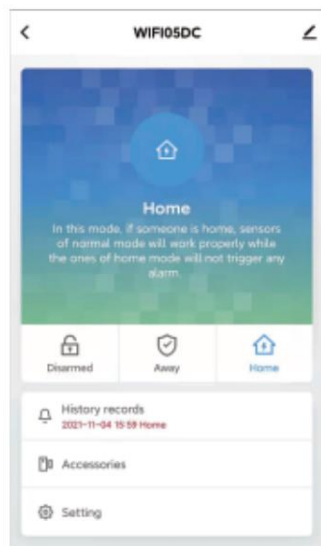 WIFI05DC
Home
In this mode, if someone is home, sensors
of normal mode will work properly while
the ones of home mode will not trigger any
alarm.
Disarmed
Away
Home
History records
2021-11-04 15:59 Home
Accessories
Setting